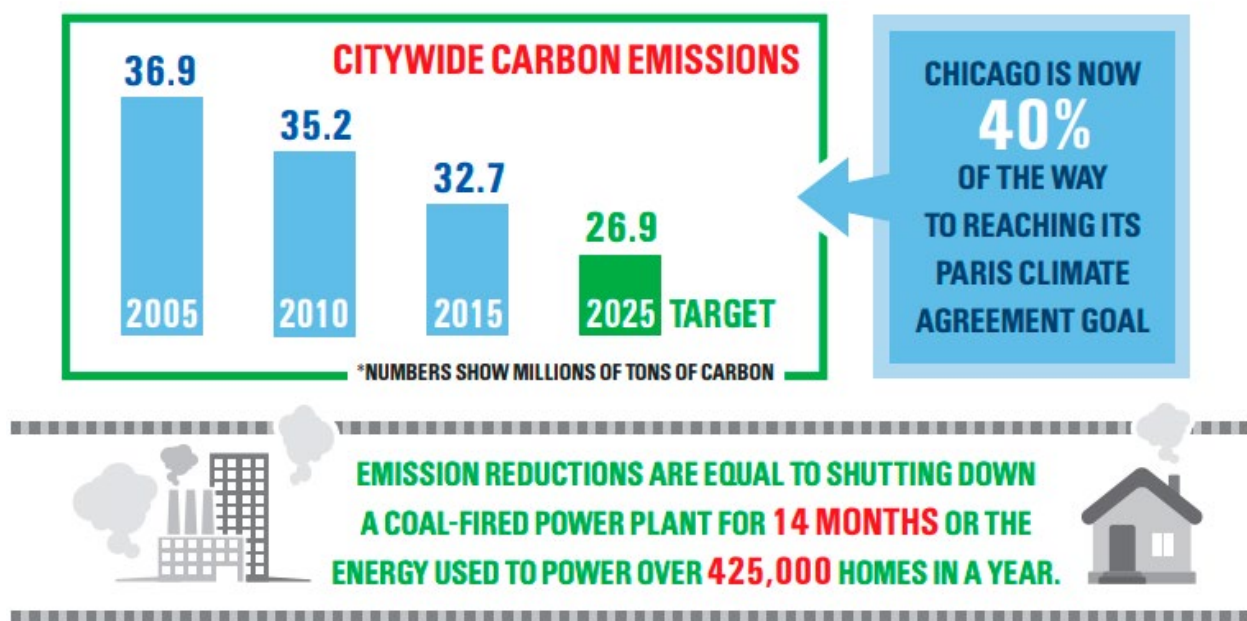 CITYWIDE CARBON EMISSIONS
36.9
35.2
32.7
26.9
2005
2010
2015
2025 TARGET
*NUMBERS SHOW MILLIONS OF TONS OF CARBON
CHICAGO IS NOW
40%
OF THE WAY
TO REACHING ITS
PARIS CLIMATE
AGREEMENT GOAL
EMISSION REDUCTIONS ARE EQUAL TO SHUTTING DOWN
A COAL-FIRED POWER PLANT FOR 14 MONTHS OR THE
ENERGY USED TO POWER OVER 425,000 HOMES IN A YEAR.